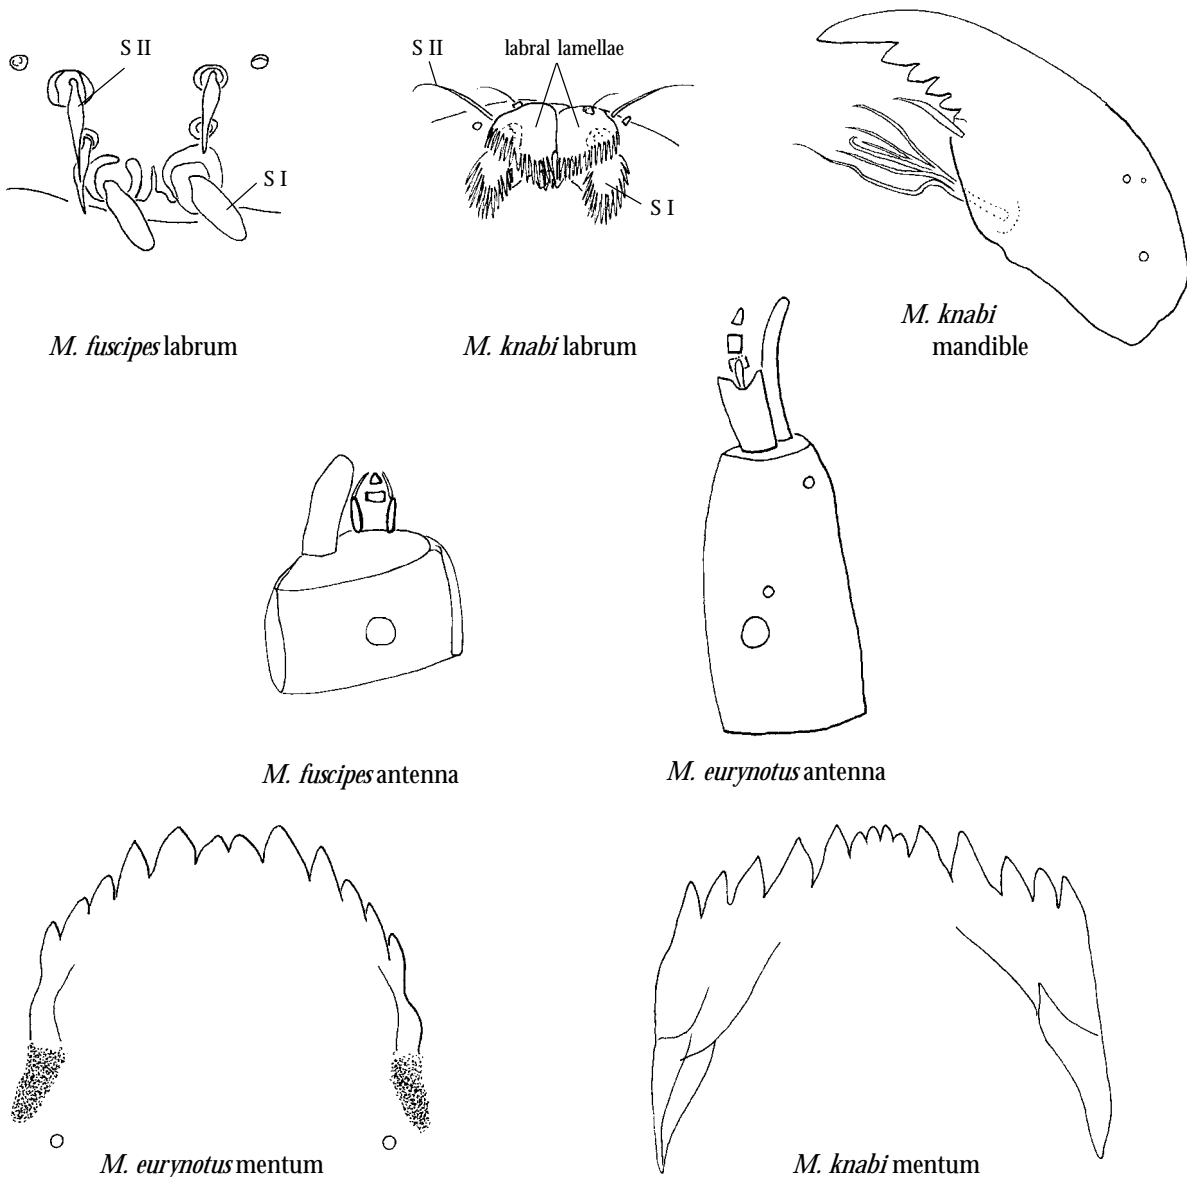 S II
S I
M. fuscipes labrum
S II
labral lamellae
S I
M. knabi labrum
M. knabi
mandible
M. fuscipes antenna
M. eurynotus antenna
M. eurynotus mentum
M. knabi mentum